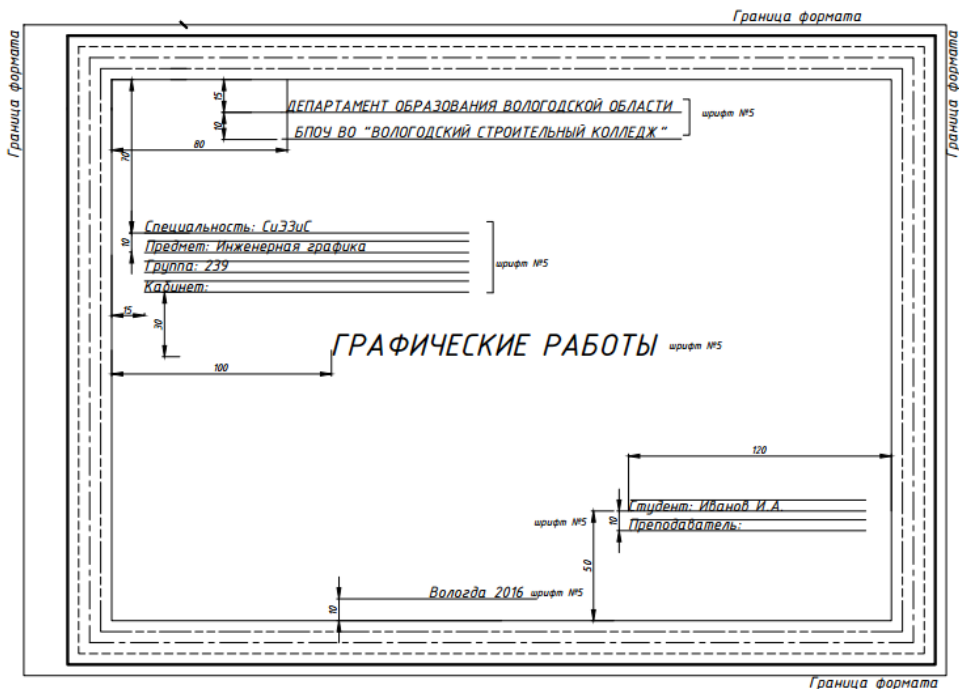 Граница формата
Граница формата
Граница формата
15
ДЕПАРТАМЕНТ ОБРАЗОВАНИЯ ВОЛОГОДСКОЙ ОБЛАСТИ
шрифт №5
10
БПОУ ВО "ВОЛОГОДСКИЙ СТРОИТЕЛЬНЫЙ КОЛЛЕДЖ"
80
70
Специальность: СиЭЗиС
10
Предмет: Инженерная графика
Группа: 239
шрифт №5
Кабинет:
15
30
ГРАФИЧЕСКИЕ РАБОТЫ шрифт №5
100
120
Студент: Иванов И.А.
шрифт №5
10
Преподаватель:
50
Вологда 2016 шрифт №5
10
Граница формата